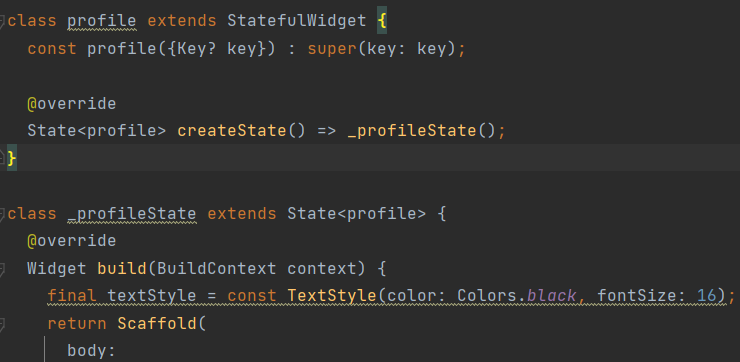 class profile extends StatefulWidget {
const profile({Key? key}) : super(key: key);
@override
State<profile> createState() => _profileState();
}
class _profileState extends State<profile> {
@override
Widget build(BuildContext context) {
final textStyle = const TextStyle(color: Colors.black, fontSize: 16);
return Scaffold(
body: